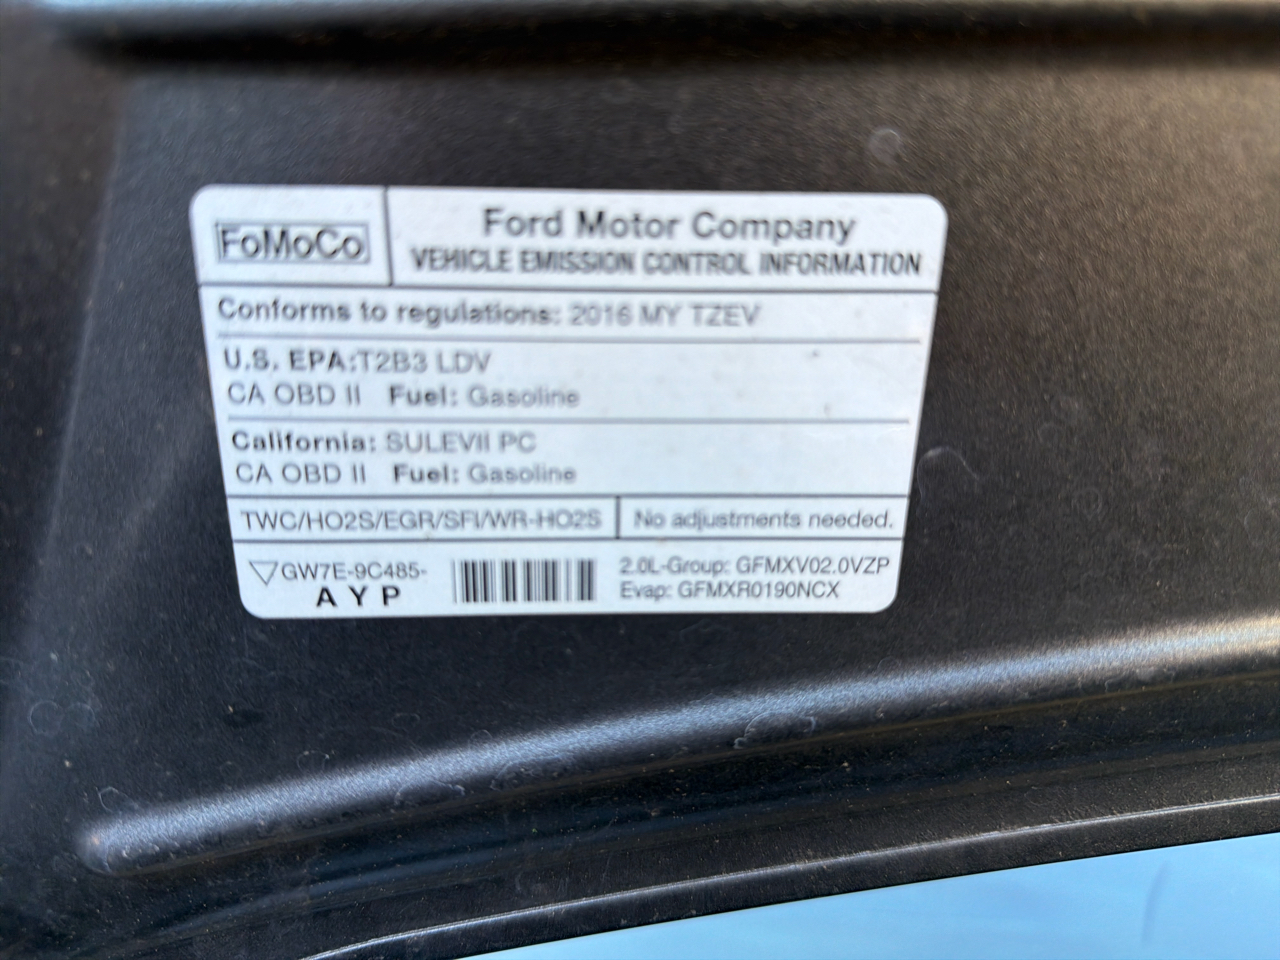 FoMoCo
Ford Motor Company
VEHICLE EMISSION CONTROL INFORMATION
Conforms to regulations: 2016 MY TZEV
U.S. EPA:T2B3 LDV
CA OBD II Fuel: Gasoline
California: SULEVII PC
CA OBD II Fuel: Gasoline
TWC/HO2S/EGR/SFI/WR-HO2S
No adjustments needed.
▽GW7E-9C485-
AYP
2.0L-Group: GFMXV02.0VZP
Evap: GFMXR0190NCX